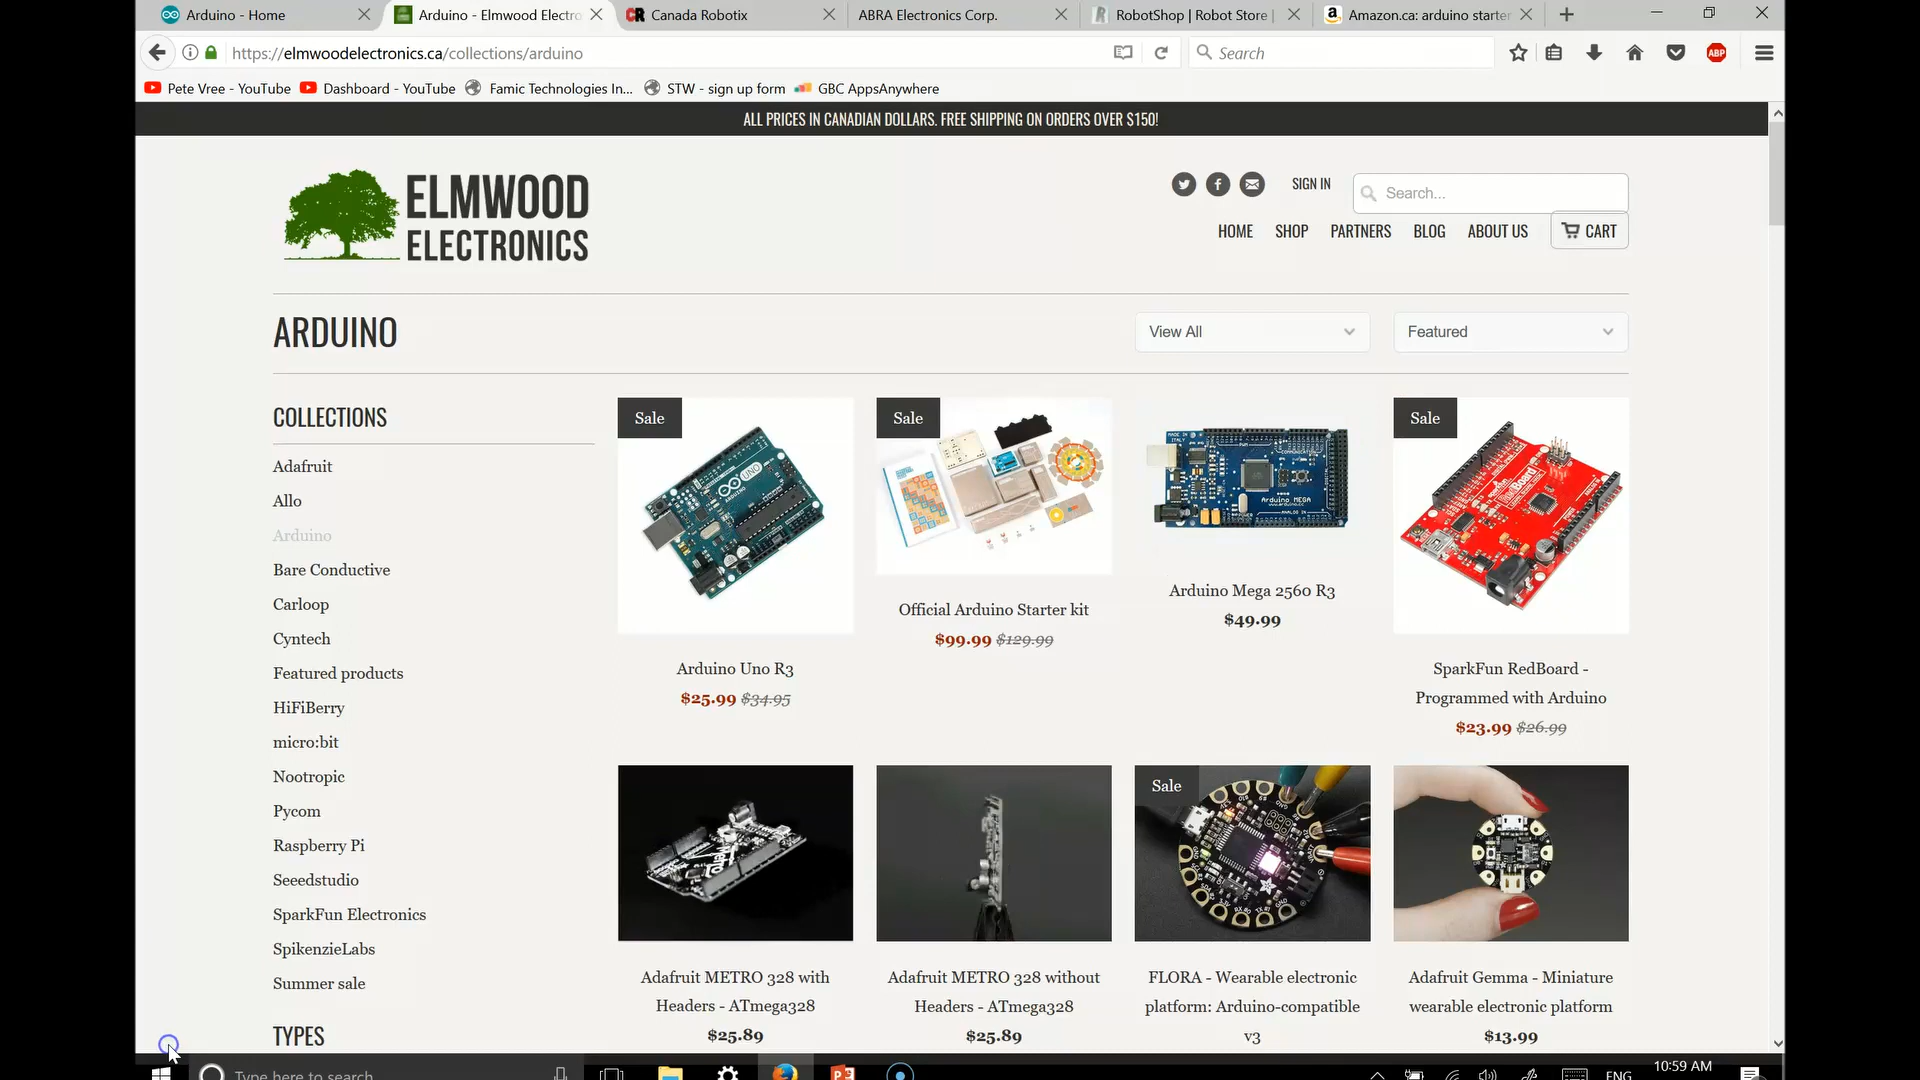 Arduino - Home
Arduino - Elmwood Electro
Canada Robotix
ABRA Electronics Corp.
RobotShop | Robot Store |
Amazon.ca: arduino starter
https://elmwoodelectronics.ca/collections/arduino
Search
ABP
Pete Vree - YouTube
Dashboard - YouTube
Famic Technologies In...
STW - sign up form
GBC AppsAnywhere
ALL PRICES IN CANADIAN DOLLARS. FREE SHIPPING ON ORDERS OVER $150!
ELMWOOD
ELECTRONICS
SIGN IN
Search...
HOME
SHOP
PARTNERS
BLOG
ABOUT US
CART
ARDUINO
View All
Featured
COLLECTIONS
Adafruit
Allo
Arduino
Bare Conductive
Carloop
Cyntech
Featured products
HiFiBerry
micro:bit
Nootropic
Pycom
Raspberry Pi
Seeedstudio
SparkFun Electronics
SpikenzieLabs
Summer sale
TYPES
Sale
UNO
Arduino Uno R3
$25.99 $34.95
Sale
Official Arduino Starter kit
$99.99 $129.99
Arduino MEGA
Arduino Mega 2560 R3
$49.99
Sale
RedBoard
SparkFun RedBoard -
Programmed with Arduino
$23.99 $26.99
Adafruit METRO 328 with
Headers - ATmega328
$25.89
Adafruit METRO 328 without
Headers - ATmega328
$25.89
Sale
FLORA - Wearable electronic
platform: Arduino-compatible
v3
Adafruit Gemma - Miniature
wearable electronic platform
$13.99
Type here to search
ENG
10:59 AM